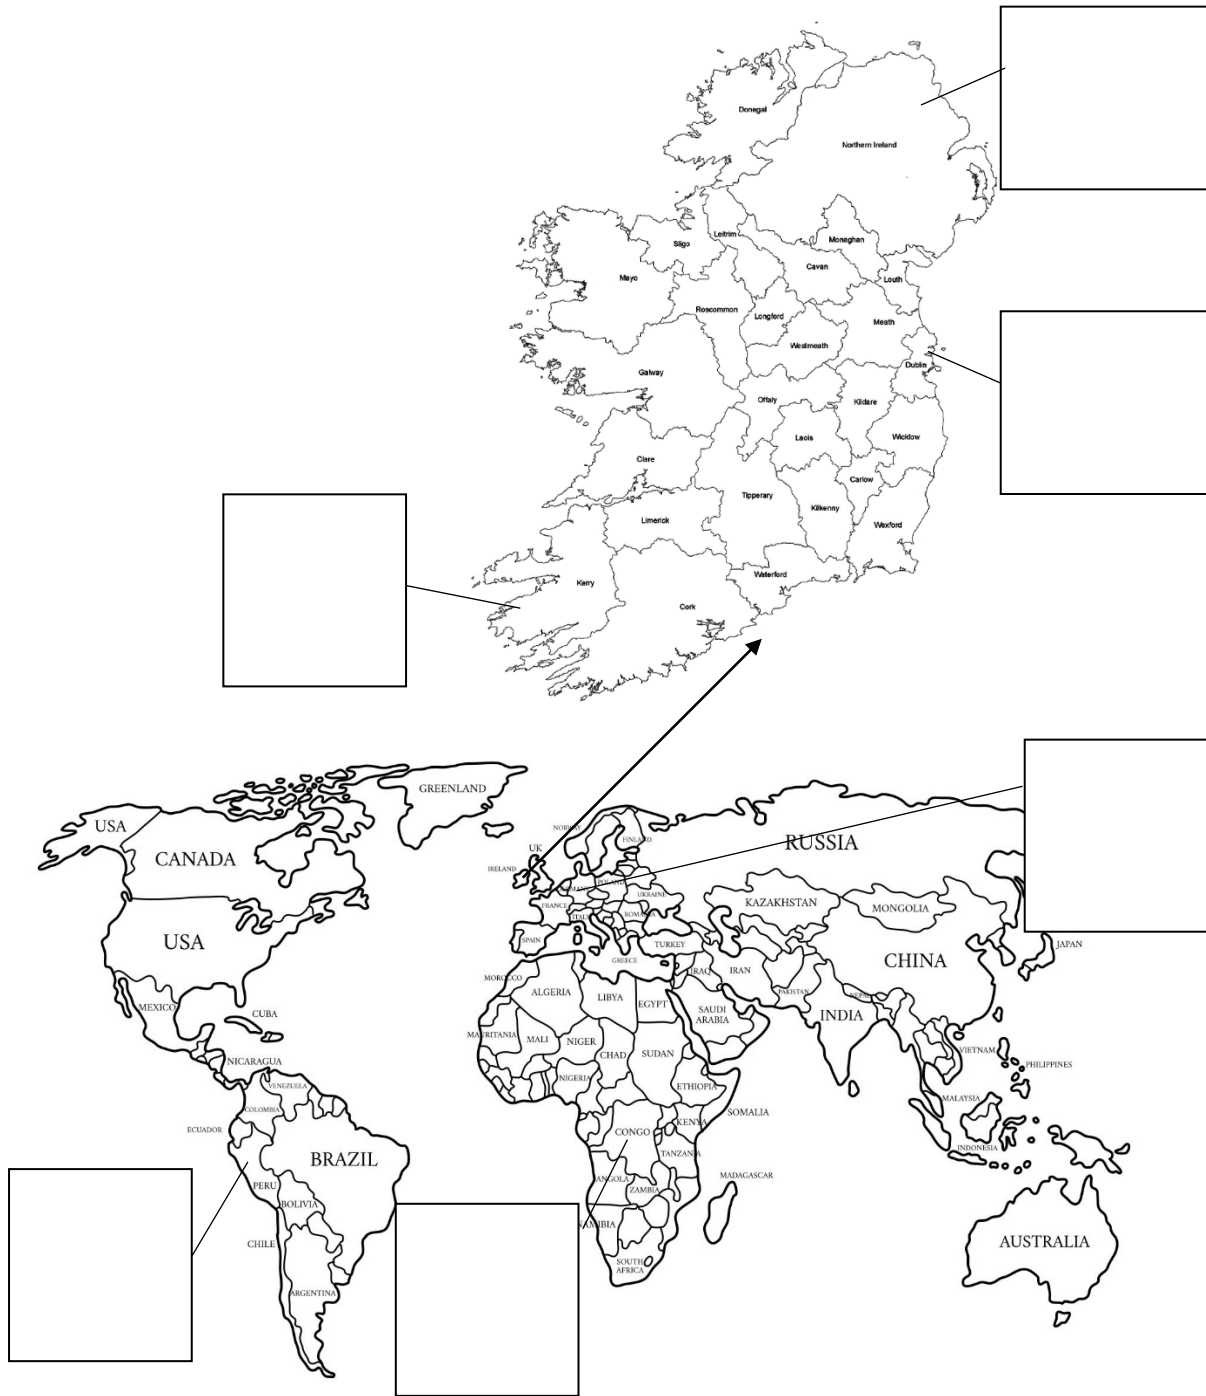 Donegal
Northern Ireland
Leitrim
Monaghan
Sligo
Cavan
Mayo
Louth
Roscommon
Longford
Meath
Westmeath
Dublin
Galway
Offaly
Kildare
Laois
Wicklow
Clare
Carlow
Tipperary
Kilkenny
Limerick
Wexford
Waterford
Kerry
Cork
GREENLAND
USA
NORWAY
FINLAND
UK
RUSSIA
CANADA
IRELAND
POLAND
UKRAINE
FRANCE
KAZAKHSTAN
MONGOLIA
ITALY
ROMANIA
USA
SPAIN
TURKEY
JAPAN
GREECE
CHINA
IRAQ
IRAN
MOROCCO
ALGERIA
LIBYA
EGYPT
PAKISTAN
NEPAL
MEXICO
CUBA
SAUDI
ARABIA
INDIA
MAURITANIA
MALI
NIGER
CHAD
SUDAN
VIETNAM
NICARAGUA
PHILIPPINES
VENEZUELA
NIGERIA
ETHIOPIA
MALAYSIA
COLOMBIA
SOMALIA
KENYA
ECUADOR
CONGO
INDONESIA
BRAZIL
TANZANIA
MADAGASCAR
PERU
ANGOLA
ZAMBIA
BOLIVIA
NAMIBIA
CHILE
AUSTRALIA
SOUTH
AFRICA
ARGENTINA